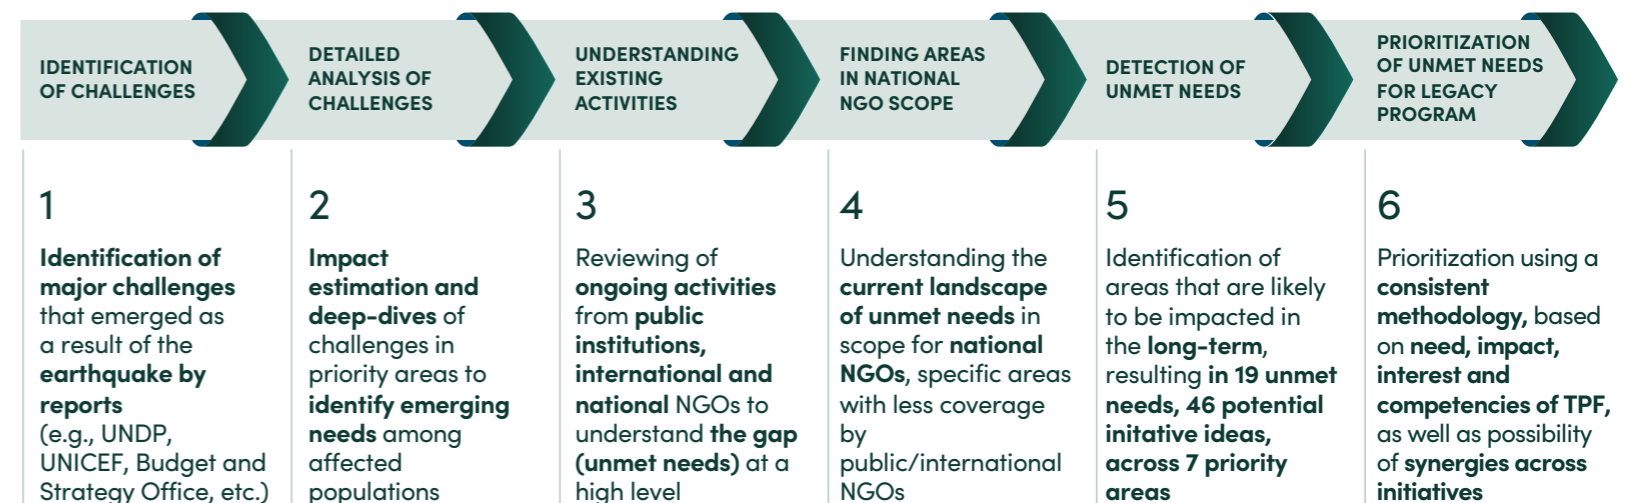 IDENTIFICATION
OF CHALLENGES
DETAILED
ANALYSIS OF
CHALLENGES
UNDERSTANDING
EXISTING
ACTIVITIES
FINDING AREAS
IN NATIONAL
NGO SCOPE
DETECTION OF
UNMET NEEDS
PRIORITIZATION
OF UNMET NEEDS
FOR LEGACY
PROGRAM
1
Identification of
major challenges
that emerged as
a result of the
earthquake by
reports
(e.g., UNDP,
UNICEF, Budget and
Strategy Office, etc.)
2
Impact
estimation and
deep-dives of
challenges in
priority areas to
identify emerging
needs among
affected
populations
3
Reviewing of
ongoing activities
from public
institutions,
international and
national NGOs to
understand the gap
(unmet needs) at a
high level
4
Understanding the
current landscape
of unmet needs in
scope for national
NGOs, specific areas
with less coverage
by
public/international
NGOs
5
Identification of
areas that are likely
to be impacted in
the long-term,
resulting in 19 unmet
needs, 46 potential
initative ideas,
across 7 priority
areas
6
Prioritization using a
consistent
methodology, based
on need, impact,
interest and
competencies of TPF,
as well as possibility
of synergies across
initiatives